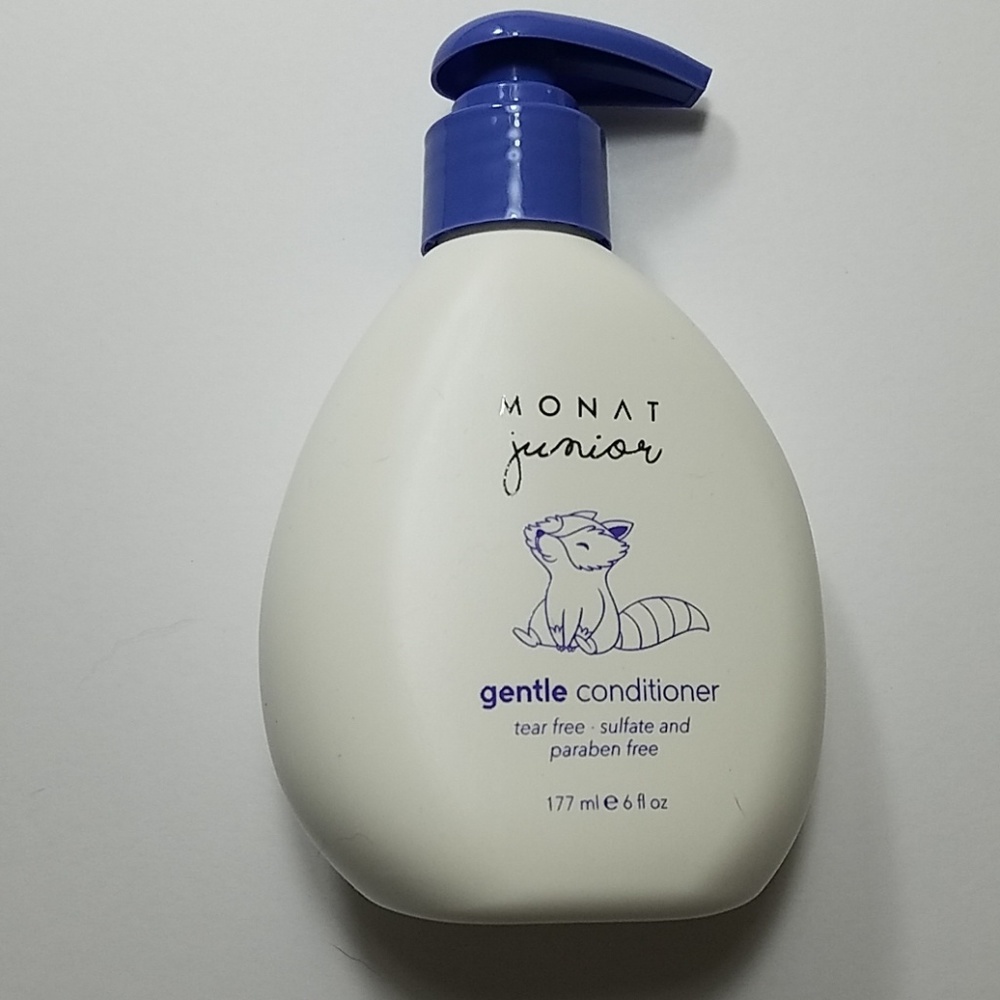 MONAT
junior
gentle conditioner
tear free · sulfate and
paraben free
177 ml ℮ 6 fl oz